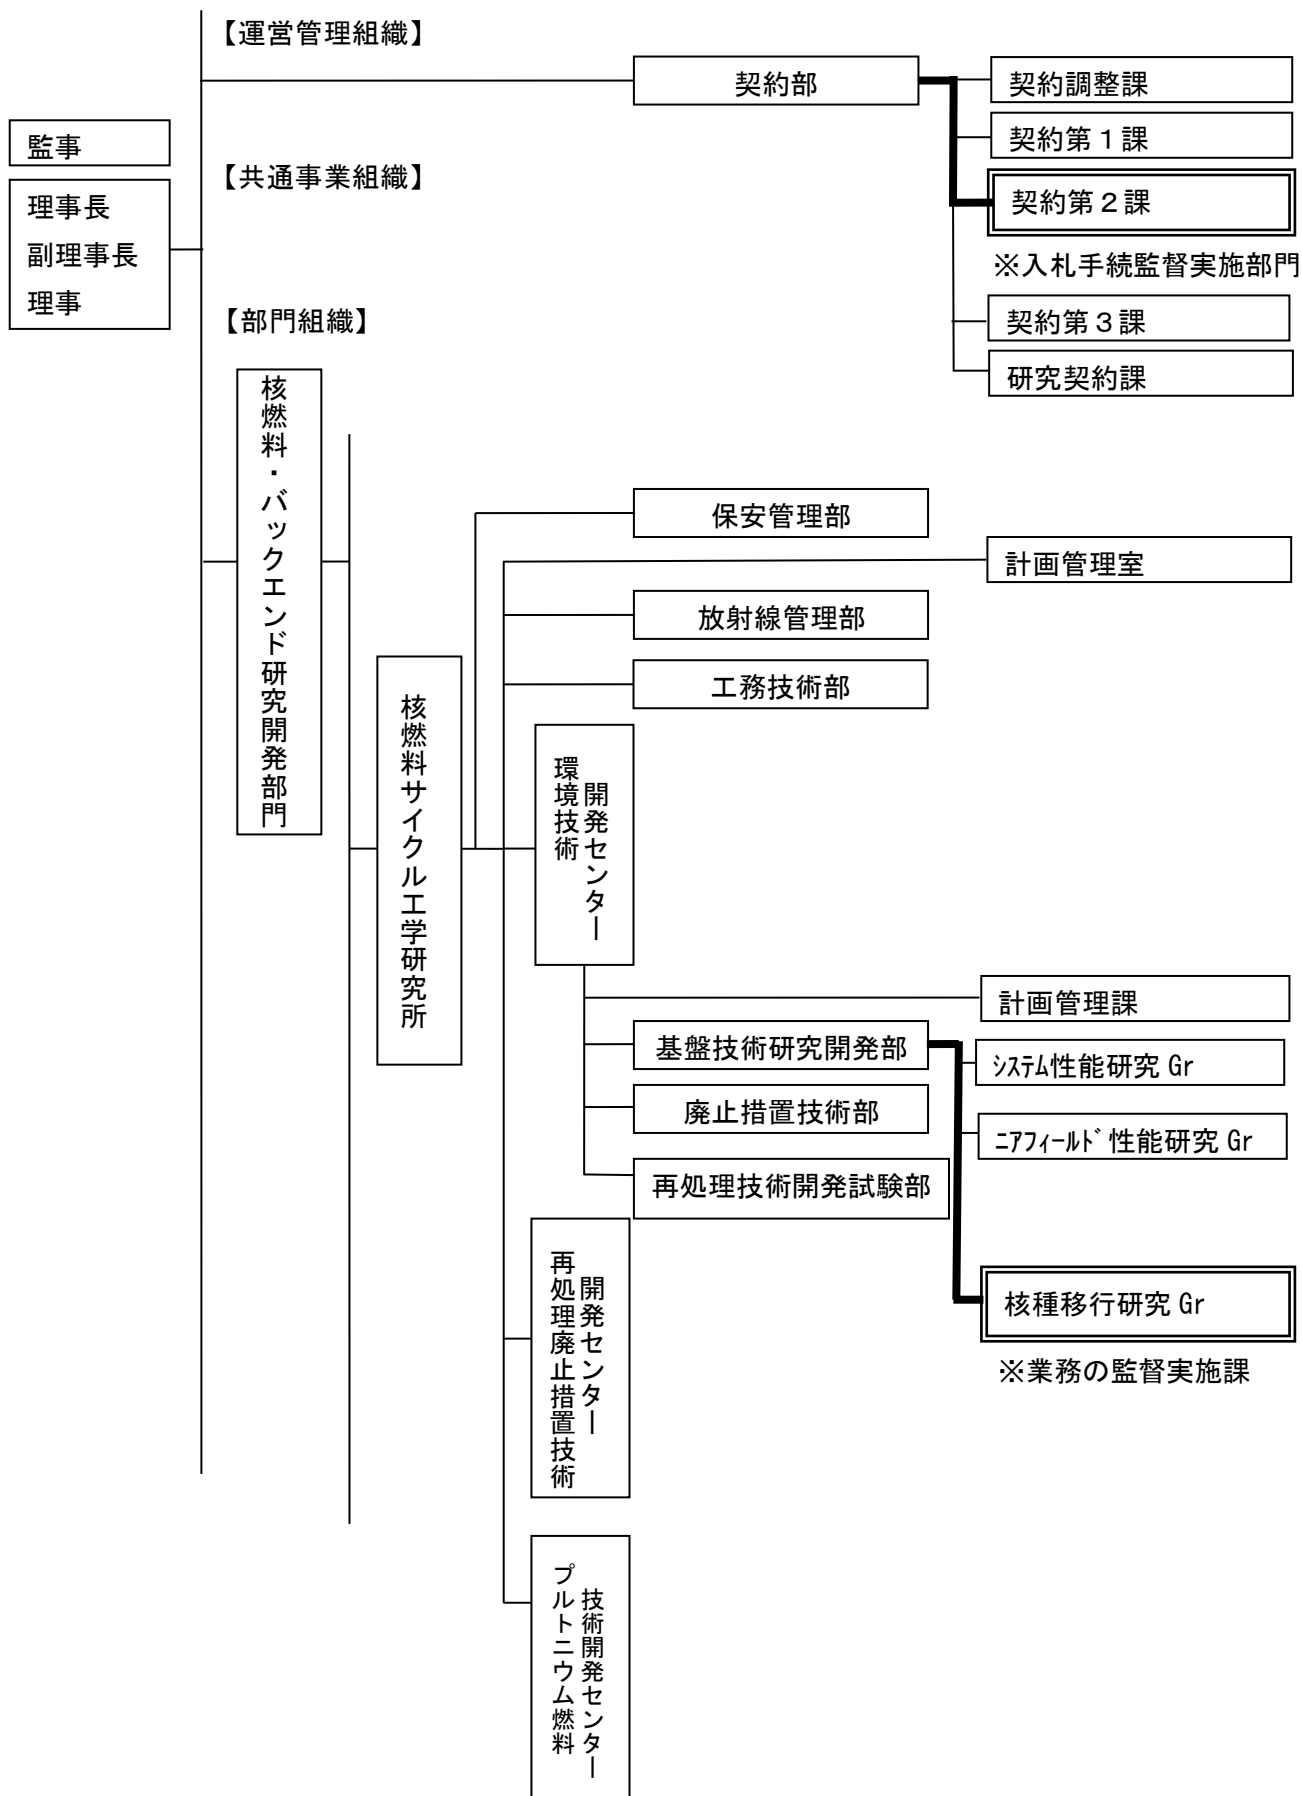 【運営管理組織】
契約部
契約調整課
契約第１課
監事
【共通事業組織】
契約第２課
理事長
副理事長
理事
※入札手続監督実施部門
【部門組織】
契約第３課
研究契約課
核燃料・バックエンド研究開発部門
保安管理部
計画管理室
放射線管理部
工務技術部
核燃料サイクル工学研究所
環境技術
開発センター
計画管理課
基盤技術研究開発部
ｼｽﾃﾑ性能研究 Gr
廃止措置技術部
ﾆｱﾌｨｰﾙﾄﾞ性能研究 Gr
再処理技術開発試験部
再処理廃止措置技術
開発センター
核種移行研究 Gr
※業務の監督実施課
プルトニウム燃料
技術開発センター